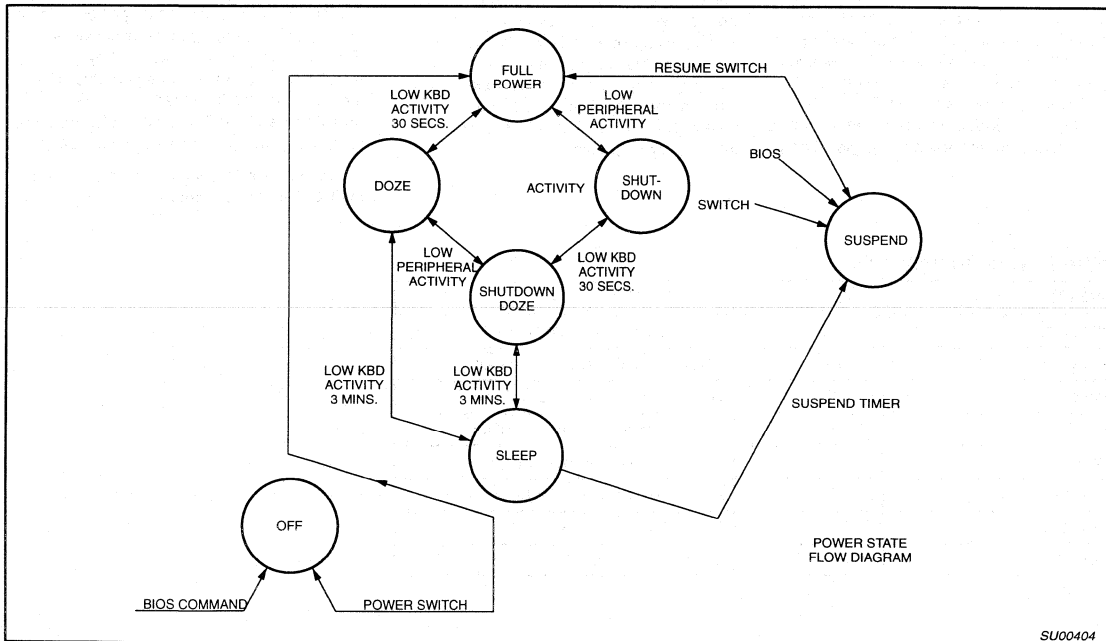 FULL
POWER
RESUME SWITCH
LOW KBD
ACTIVITY
30 SECS.
LOW
PERIPHERAL
ACTIVITY
BIOS
DOZE
ACTIVITY
SHUT-
DOWN
SWITCH
SUSPEND
LOW
PERIPHERAL
ACTIVITY
LOW KBD
ACTIVITY
30 SECS.
SHUTDOWN
DOZE
LOW KBD
ACTIVITY
3 MINS.
LOW KBD
ACTIVITY
3 MINS.
SUSPEND TIMER
SLEEP
OFF
POWER STATE
FLOW DIAGRAM
BIOS COMMAND
POWER SWITCH
SU00404